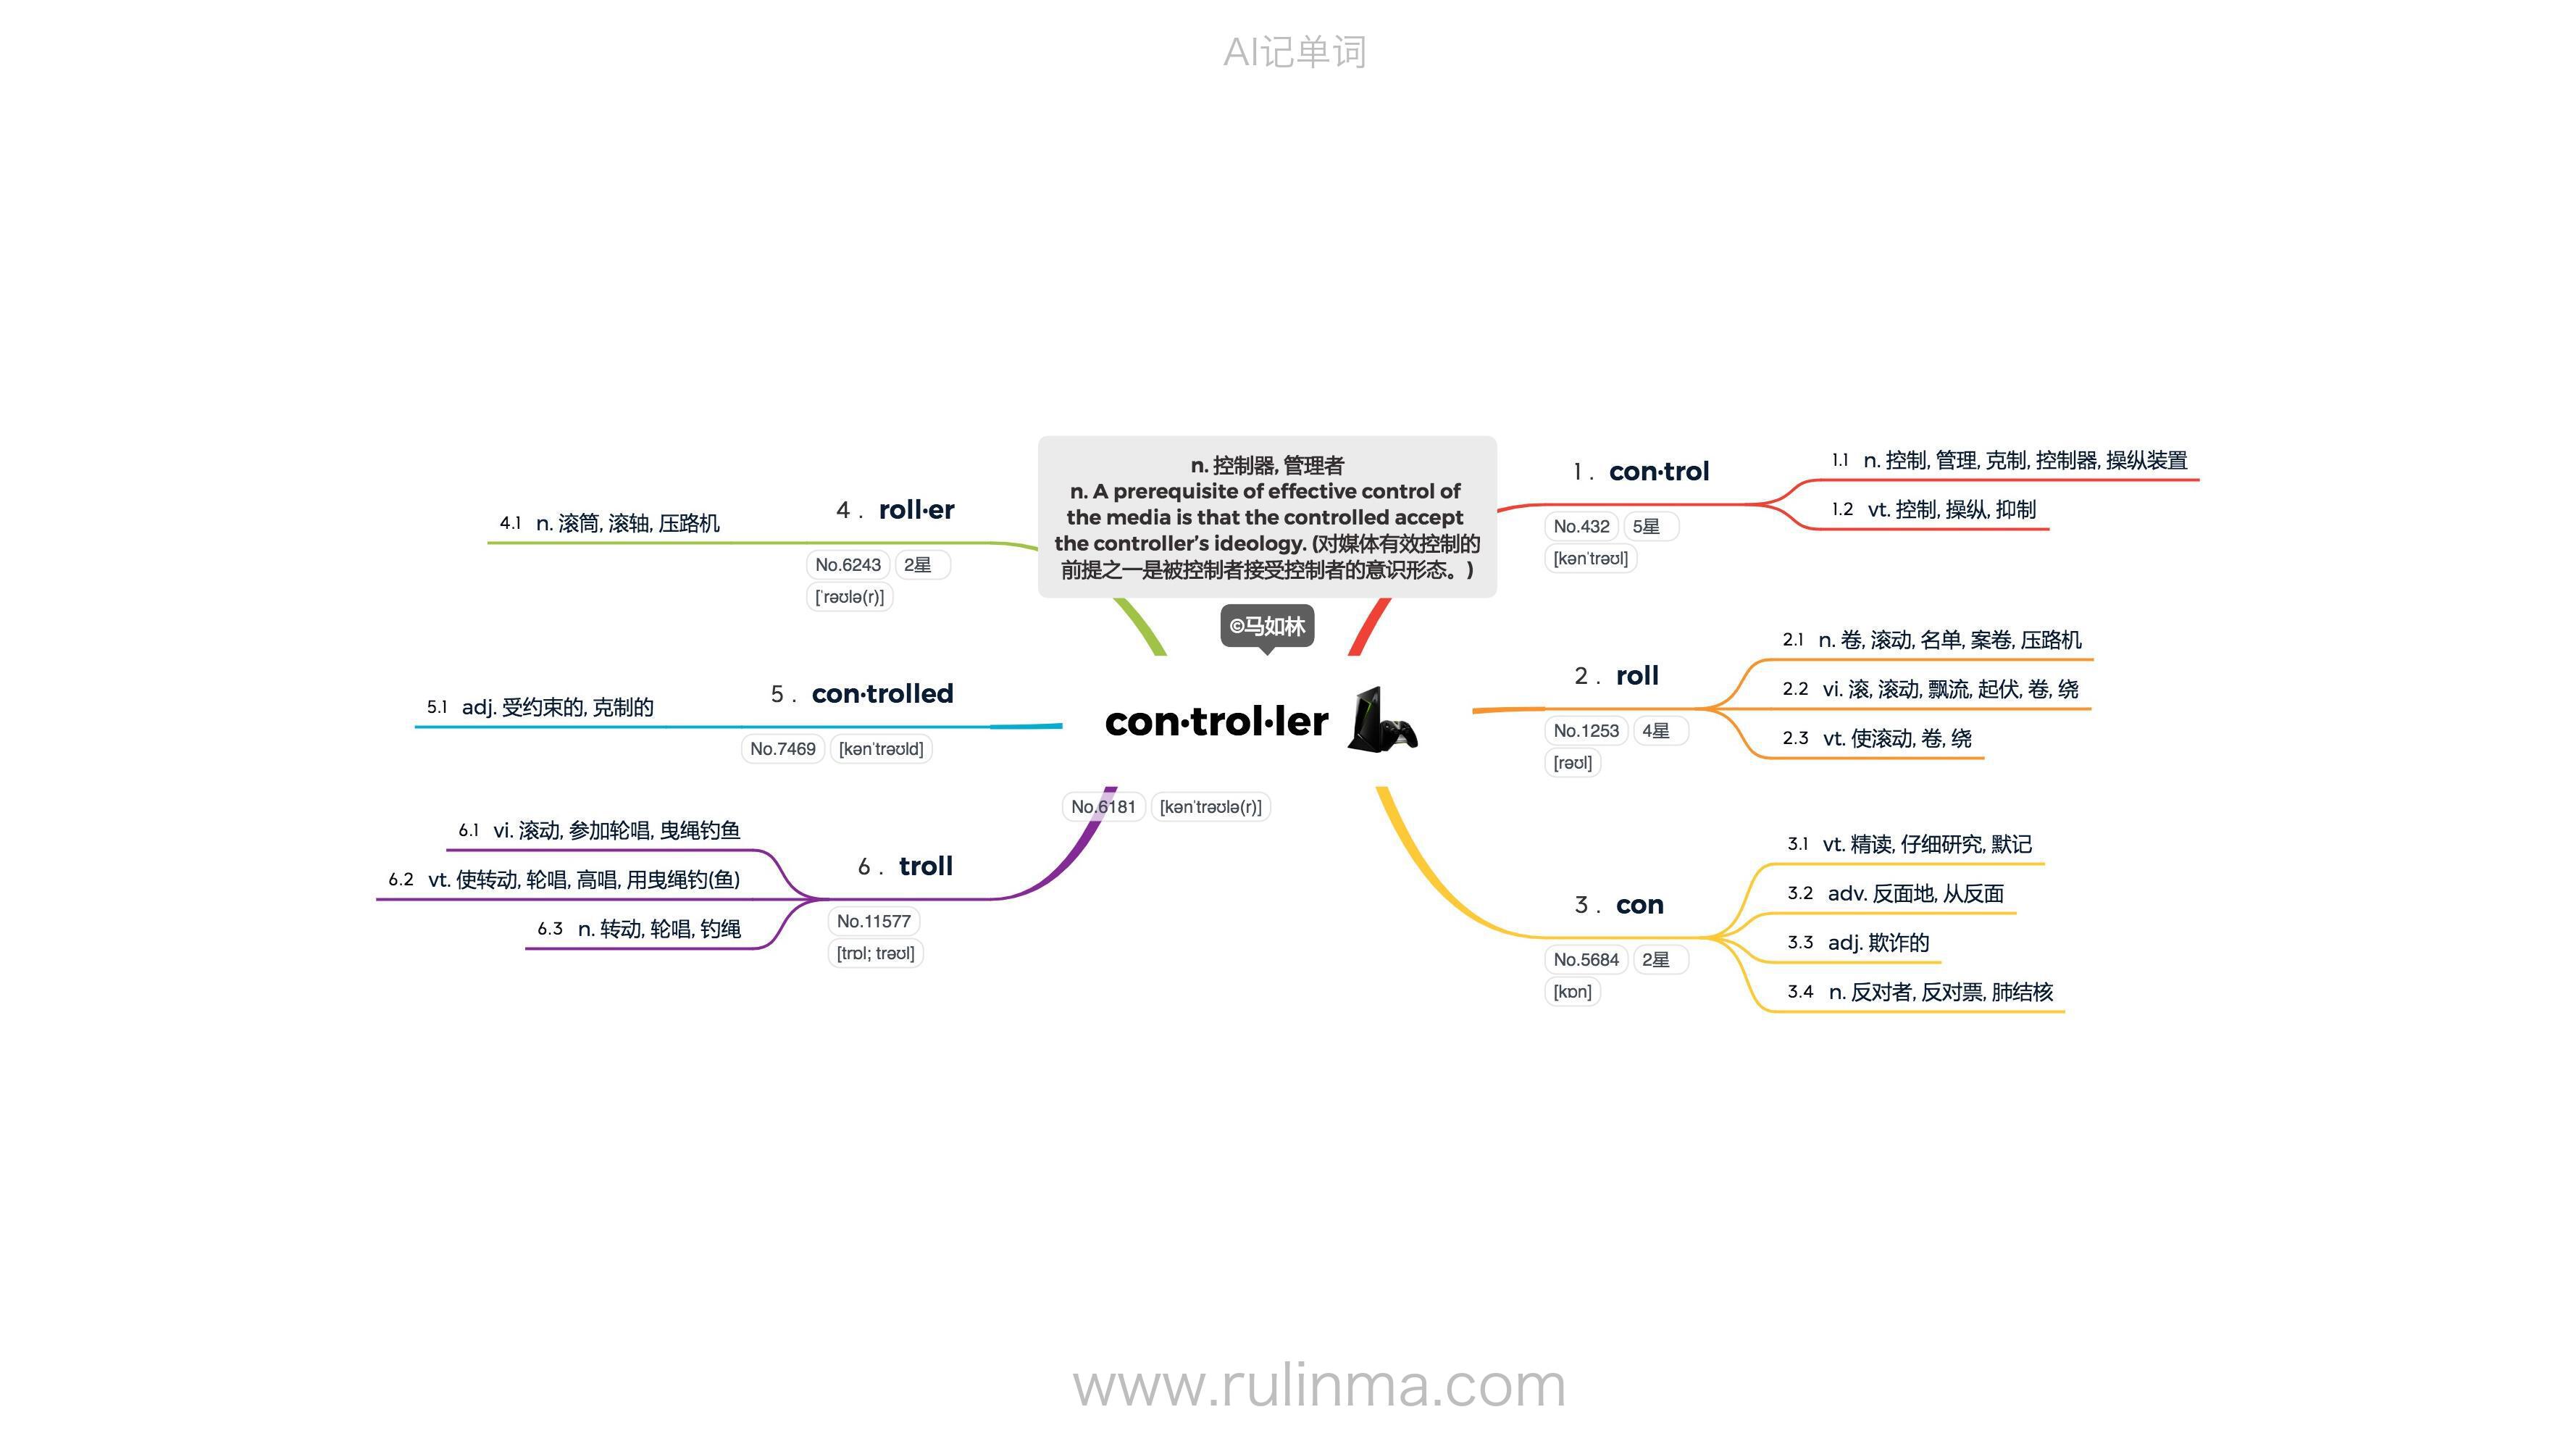 AI记单词
n. 控制器, 管理者
n. A prerequisite of effective control of
the media is that the controlled accept
the controller’s ideology. (对媒体有效控制的
前提之一是被控制者接受控制者的意识形态。)
©马如林
con·trol·ler
No.6181 [kənˈtrəʊlə(r)]
1 . con·trol
No.432 5星
[kənˈtrəʊl]
1.1 n. 控制, 管理, 克制, 控制器, 操纵装置
1.2 vt. 控制, 操纵, 抑制
2 . roll
No.1253 4星
[rəʊl]
2.1 n. 卷, 滚动, 名单, 案卷, 压路机
2.2 vi. 滚, 滚动, 飘流, 起伏, 卷, 绕
2.3 vt. 使滚动, 卷, 绕
3 . con
No.5684 2星
[kɒn]
3.1 vt. 精读, 仔细研究, 默记
3.2 adv. 反面地, 从反面
3.3 adj. 欺诈的
3.4 n. 反对者, 反对票, 肺结核
4 . roll·er
No.6243 2星
[ˈrəʊlə(r)]
4.1 n. 滚筒, 滚轴, 压路机
5 . con·trolled
No.7469 [kənˈtrəʊld]
5.1 adj. 受约束的, 克制的
6 . troll
No.11577
[trɒl; trəʊl]
6.1 vi. 滚动, 参加轮唱, 曳绳钓鱼
6.2 vt. 使转动, 轮唱, 高唱, 用曳绳钓(鱼)
6.3 n. 转动, 轮唱, 钓绳
www.rulinma.com